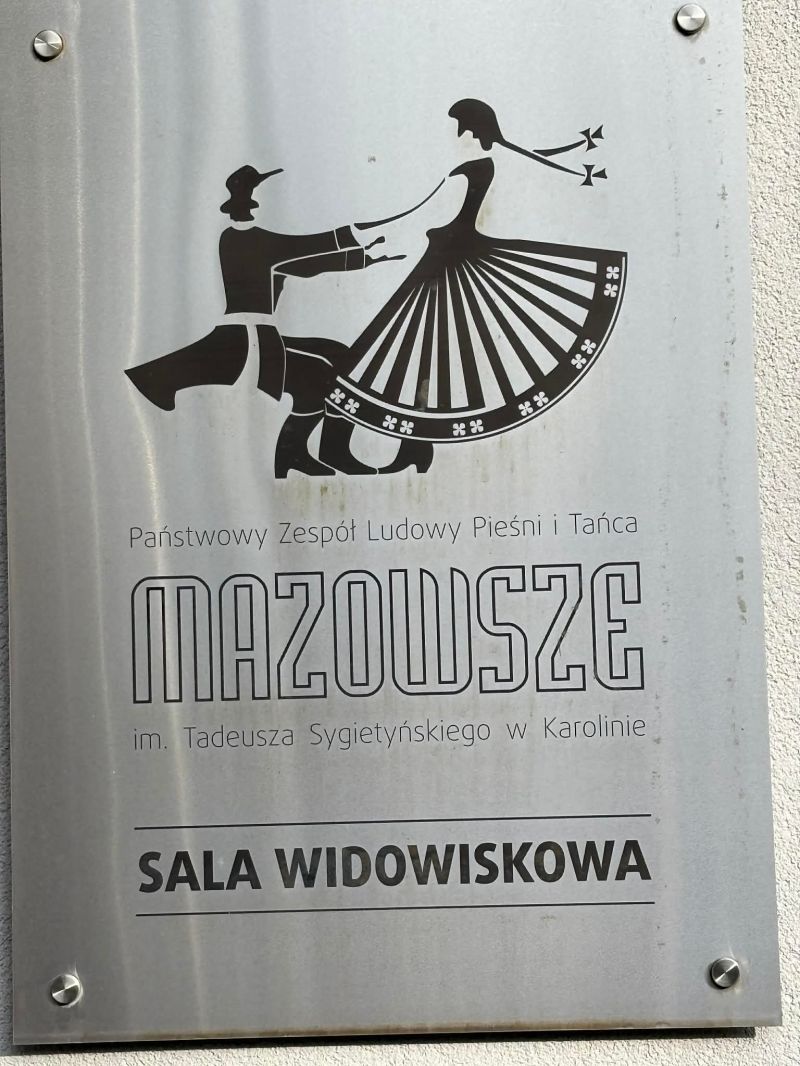 Państwowy Zespół Ludowy Pieśni i Tańca
MAZOWSZE
im. Tadeusza Sygietyńskiego w Karolinie
SALA WIDOWISKOWA